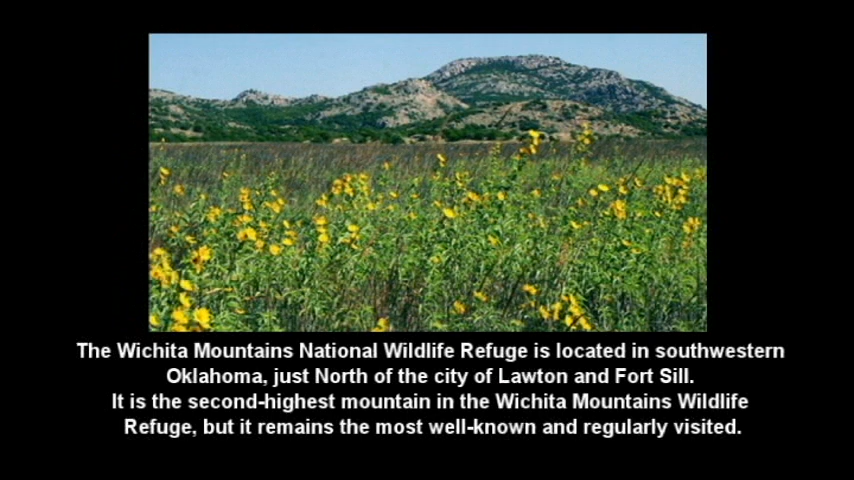 The Wichita Mountains National Wildlife Refuge is located in southwestern
Oklahoma, just North of the city of Lawton and Fort Sill.
It is the second-highest mountain in the Wichita Mountains Wildlife
Refuge, but it remains the most well-known and regularly visited.